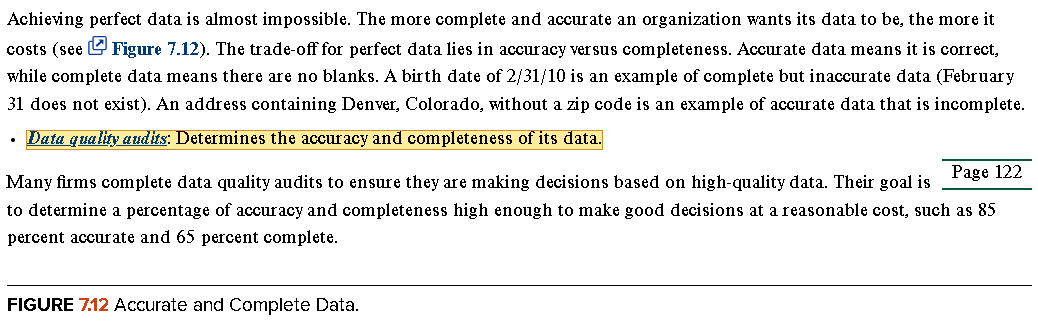 Achieving perfect data is almost impossible. The more complete and accurate an organization wants its data to be, the more it
costs (see Figure 7.12). The trade-off for perfect data lies in accuracy versus completeness. Accurate data means it is correct,
while complete data means there are no blanks. A birth date of 2/31/10 is an example of complete but inaccurate data (February
31 does not exist). An address containing Denver, Colorado, without a zip code is an example of accurate data that is incomplete.
• Data quality audits: Determines the accuracy and completeness of its data.
Page 122
Many firms complete data quality audits to ensure they are making decisions based on high-quality data. Their goal is
to determine a percentage of accuracy and completeness high enough to make good decisions at a reasonable cost, such as 85
percent accurate and 65 percent complete.
FIGURE 7.12 Accurate and Complete Data.